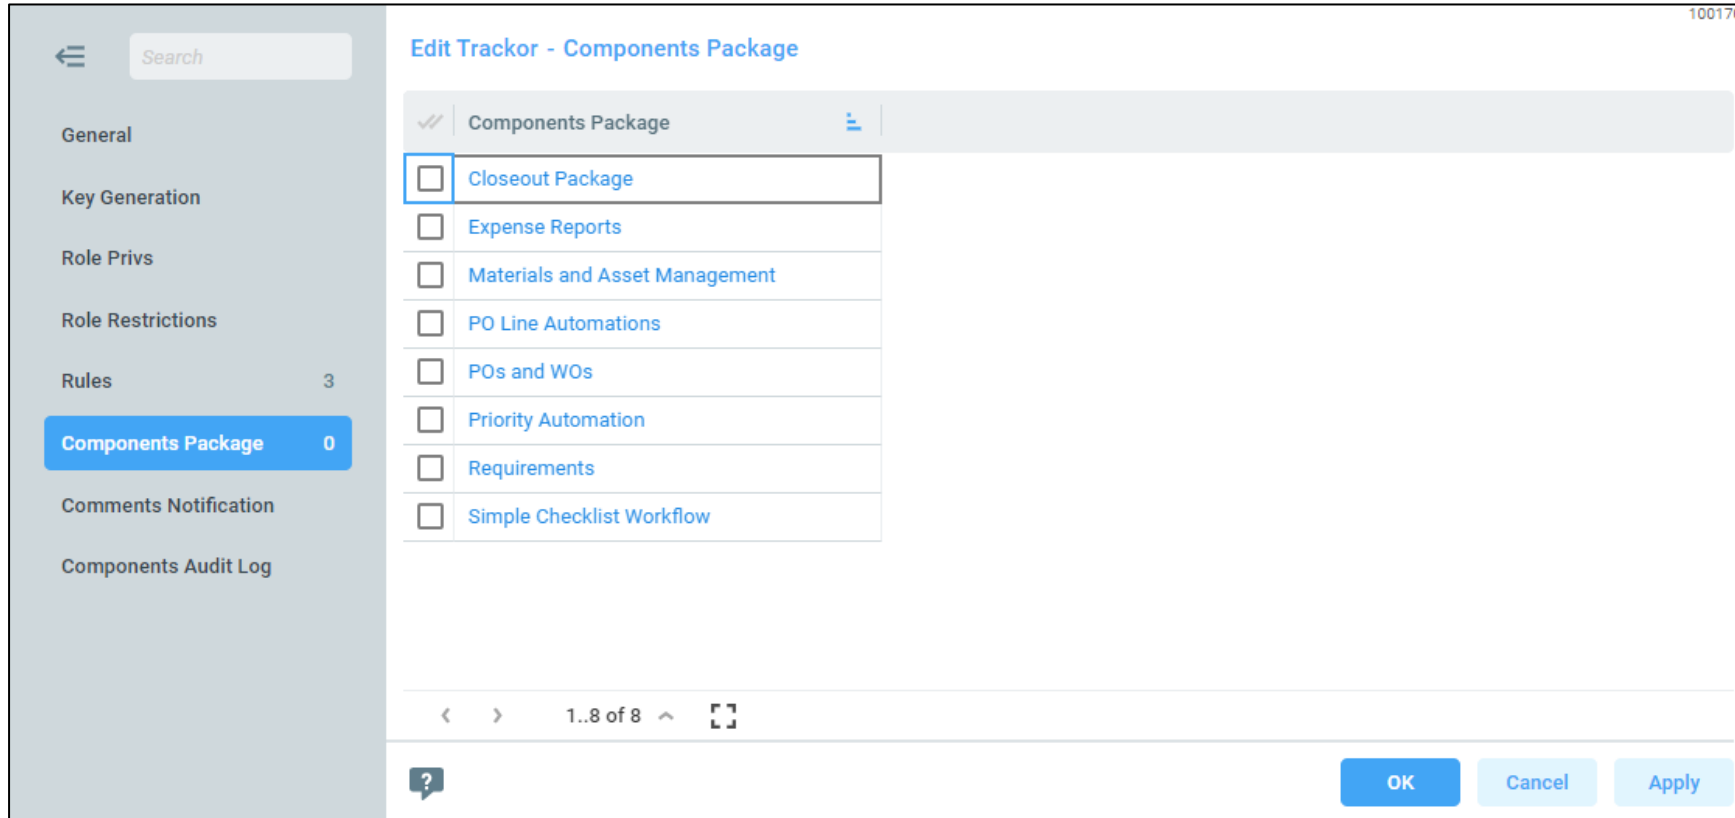 10017
Search
Edit Trackor - Components Package
General
Key Generation
Role Privs
Role Restrictions
Rules 3
Components Package 0
Comments Notification
Components Audit Log
Components Package
Closeout Package
Expense Reports
Materials and Asset Management
PO Line Automations
POs and WOs
Priority Automation
Requirements
Simple Checklist Workflow
1..8 of 8
?
OK Cancel Apply